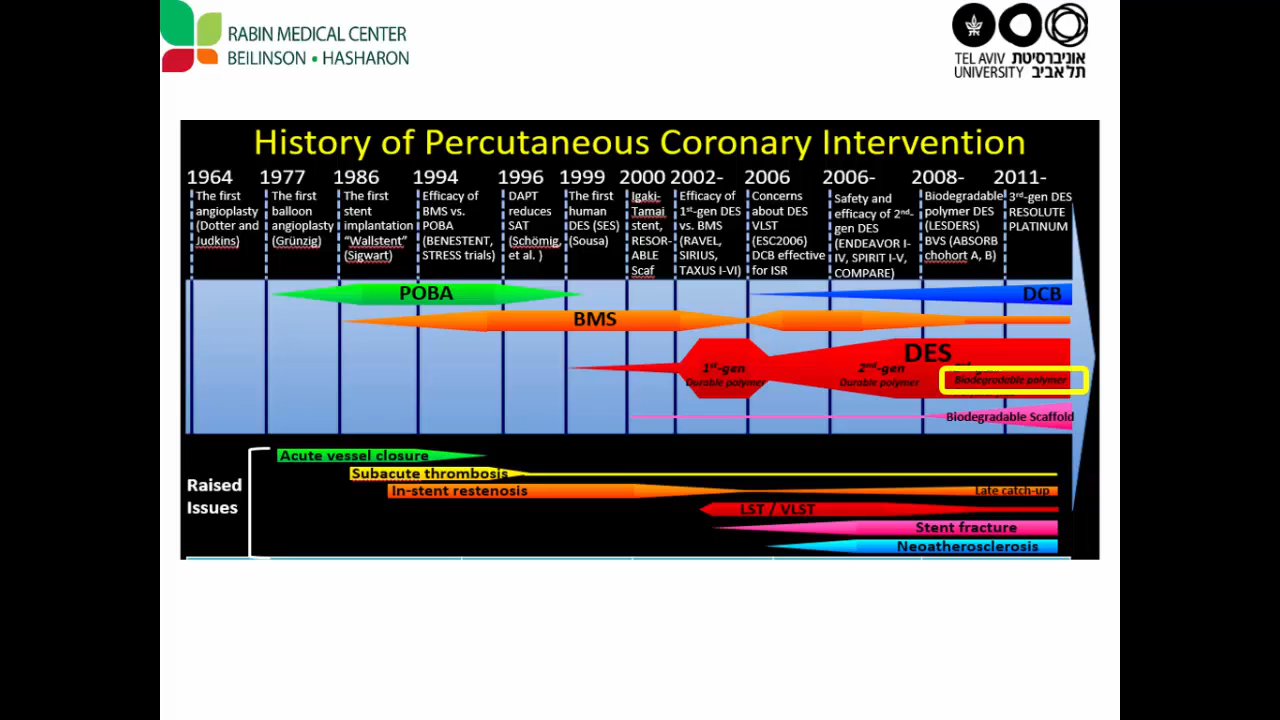 RABIN MEDICAL CENTER
BEILINSON • HASHARON
TEL AVIV אוניברסיטת
UNIVERSITY תל אביב
History of Percutaneous Coronary Intervention
1964
The first
angioplasty
(Dotter and
Judkins)
1977
The first
balloon
angioplasty
(Grünzig)
1986
The first
stent
implantation
“Wallstent”
(Sigwart)
1994
Efficacy of
BMS vs.
POBA
(BENESTENT,
STRESS trials)
1996
DAPT
reduces
SAT
(Schömig,
et al. )
1999
The first
human
DES (SES)
(Sousa)
2000
Igaki-
Tamai
stent,
RESOR-
ABLE
Scaf
2002-
Efficacy of
1st-gen DES
vs. BMS
(RAVEL,
SIRIUS,
TAXUS I-VI)
2006
Concerns
about DES
VLST
(ESC2006)
DCB effective
for ISR
2006-
Safety and
efficacy of 2nd-
gen DES
(ENDEAVOR I-
IV, SPIRIT I-V,
COMPARE)
2008-
Biodegradable
polymer DES
(LESDERS)
BVS (ABSORB
chohort A, B)
2011-
3rd-gen DES
RESOLUTE
PLATINUM
POBA
DCB
BMS
DES
1st-gen
Durable polymer
2nd-gen
Durable polymer
Biodegradable polymer
Biodegradable Scaffold
Raised
Issues
Acute vessel closure
Subacute thrombosis
In-stent restenosis
Late catch-up
LST / VLST
Stent fracture
Neoatherosclerosis